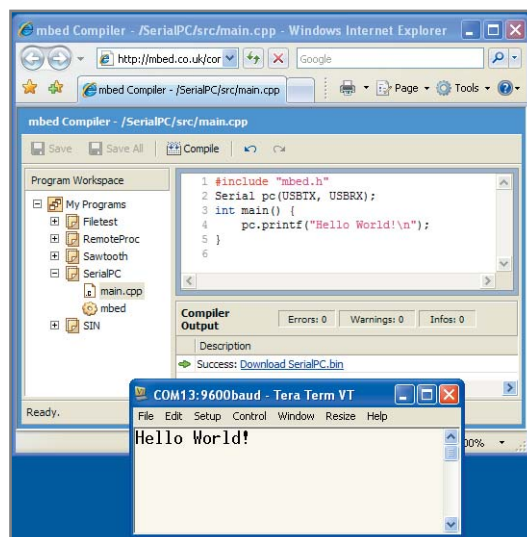 mbed Compiler - /SerialPC/src/main.cpp - Windows Internet Explorer
http://mbed.co.uk/cor
Google
mbed Compiler - /SerialPC/src/main.cpp
Page
Tools
mbed Compiler - /SerialPC/src/main.cpp
Save
Save All
Compile
Program Workspace
My Programs
Filetest
RemoteProc
Sawtooth
SerialPC
main.cpp
mbed
SIN
1 #include "mbed.h"
2 Serial pc(USBTX, USBRX);
3 int main() {
4     pc.printf("Hello World!\n");
5 }
6
Compiler Output
Errors: 0
Warnings: 0
Infos: 0
Description
Success: Download SerialPC.bin
Ready.
00%
COM13:9600baud - Tera Term VT
File Edit Setup Control Window Resize Help
Hello World!